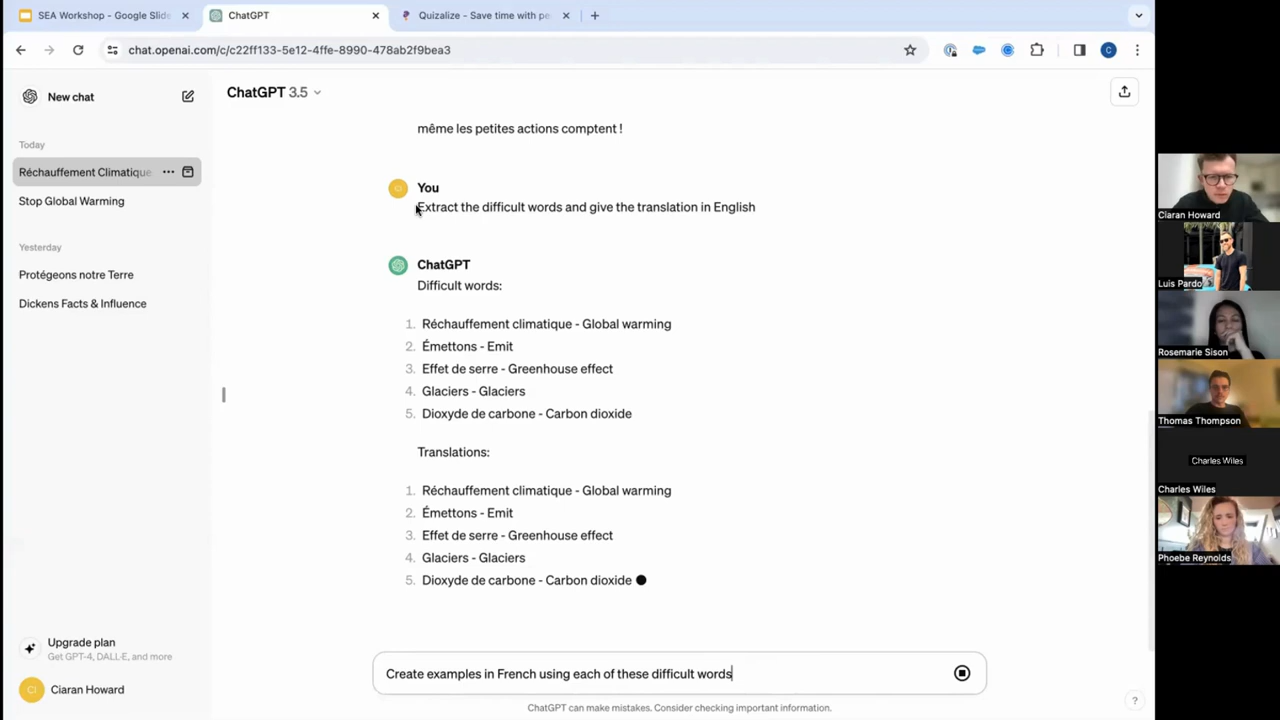 SEA Workshop - Google Slide
ChatGPT
Quizalize - Save time with pe
chat.openai.com/c/c22ff133-5e12-4ffe-8990-478ab2f9bea3
C
New chat
ChatGPT 3.5
Today
Réchauffement Climatique
Stop Global Warming
Yesterday
Protégeons notre Terre
Dickens Facts & Influence
même les petites actions comptent !
CI
You
Extract the difficult words and give the translation in English
ChatGPT
Difficult words:
1. Réchauffement climatique - Global warming
2. Émettons - Emit
3. Effet de serre - Greenhouse effect
4. Glaciers - Glaciers
5. Dioxyde de carbone - Carbon dioxide
Translations:
1. Réchauffement climatique - Global warming
2. Émettons - Emit
3. Effet de serre - Greenhouse effect
4. Glaciers - Glaciers
5. Dioxyde de carbone - Carbon dioxide
Upgrade plan
Get GPT-4, DALL·E, and more
CI
Ciaran Howard
Create examples in French using each of these difficult words
ChatGPT can make mistakes. Consider checking important information.
?
Ciaran Howard
Luis Pardo
Rosemarie Sison
Thomas Thompson
Charles Wiles
Charles Wiles
Phoebe Reynolds